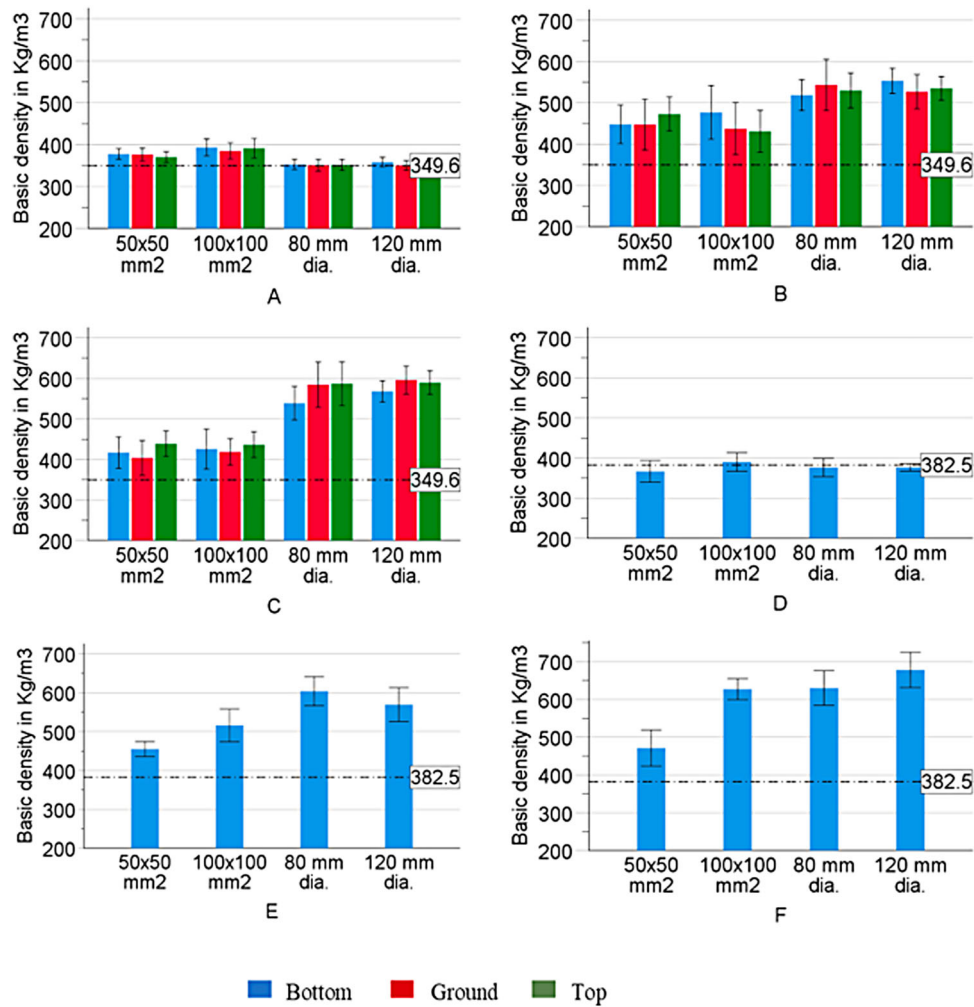 Basic density in Kg/m3
700
600
500
400
300
200
349.6
50x50 100x100 80 mm 120 mm
mm2 mm2 dia. dia.
A
Basic density in Kg/m3
700
600
500
400
300
200
349.6
50x50 100x100 80 mm 120 mm
mm2 mm2 dia. dia.
B
Basic density in Kg/m3
700
600
500
400
300
200
349.6
50x50 100x100 80 mm 120 mm
mm2 mm2 dia. dia.
C
Basic density in Kg/m3
700
600
500
400
300
200
382.5
50x50 100x100 80 mm 120 mm
mm2 mm2 dia. dia.
D
Basic density in Kg/m3
700
600
500
400
300
200
382.5
50x50 100x100 80 mm 120 mm
mm2 mm2 dia. dia.
E
Basic density in Kg/m3
700
600
500
400
300
200
382.5
50x50 100x100 80 mm 120 mm
mm2 mm2 dia. dia.
F
Bottom Ground Top